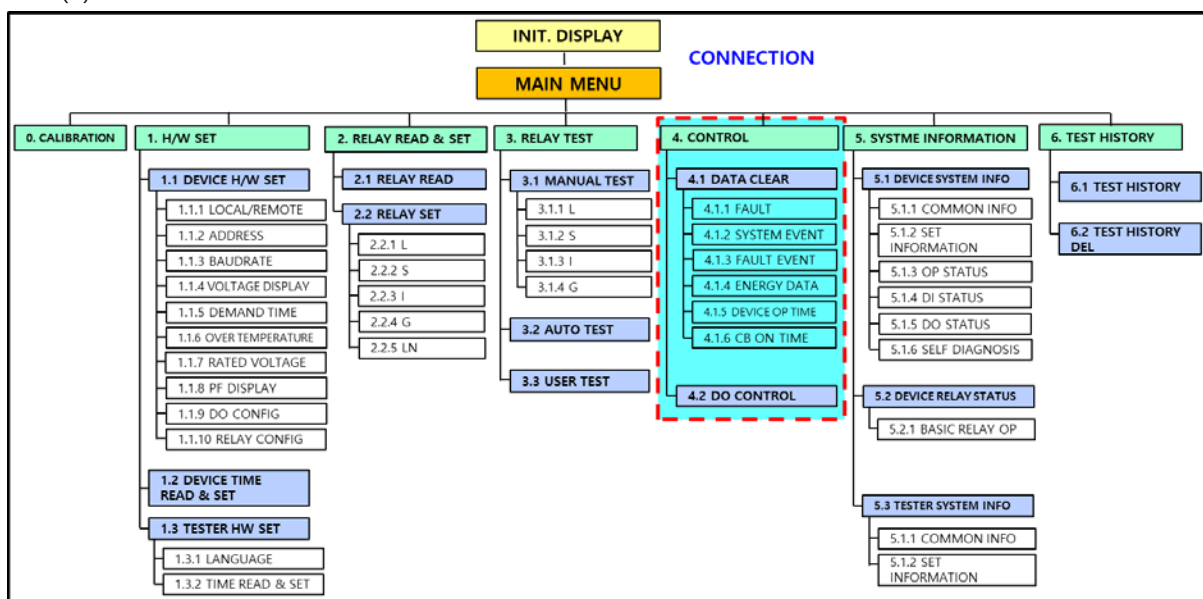 INIT. DISPLAY
CONNECTION
MAIN MENU
0. CALIBRATION
1. H/W SET
1.1 DEVICE H/W SET
1.1.1 LOCAL/REMOTE
1.1.2 ADDRESS
1.1.3 BAUDRATE
1.1.4 VOLTAGE DISPLAY
1.1.5 DEMAND TIME
1.1.6 OVER TEMPERATURE
1.1.7 RATED VOLTAGE
1.1.8 PF DISPLAY
1.1.9 DO CONFIG
1.1.10 RELAY CONFIG
1.2 DEVICE TIME
READ & SET
1.3 TESTER HW SET
1.3.1 LANGUAGE
1.3.2 TIME READ & SET
2. RELAY READ & SET
2.1 RELAY READ
2.2 RELAY SET
2.2.1 L
2.2.2 S
2.2.3 I
2.2.4 G
2.2.5 LN
3. RELAY TEST
3.1 MANUAL TEST
3.1.1 L
3.1.2 S
3.1.3 I
3.1.4 G
3.2 AUTO TEST
3.3 USER TEST
4. CONTROL
4.1 DATA CLEAR
4.1.1 FAULT
4.1.2 SYSTEM EVENT
4.1.3 FAULT EVENT
4.1.4 ENERGY DATA
4.1.5 DEVICE OP TIME
4.1.6 CB ON TIME
4.2 DO CONTROL
5. SYSTME INFORMATION
5.1 DEVICE SYSTEM INFO
5.1.1 COMMON INFO
5.1.2 SET
INFORMATION
5.1.3 OP STATUS
5.1.4 DI STATUS
5.1.5 DO STATUS
5.1.6 SELF DIAGNOSIS
5.2 DEVICE RELAY STATUS
5.2.1 BASIC RELAY OP
5.3 TESTER SYSTEM INFO
5.1.1 COMMON INFO
5.1.2 SET
INFORMATION
6. TEST HISTORY
6.1 TEST HISTORY
6.2 TEST HISTORY
DEL